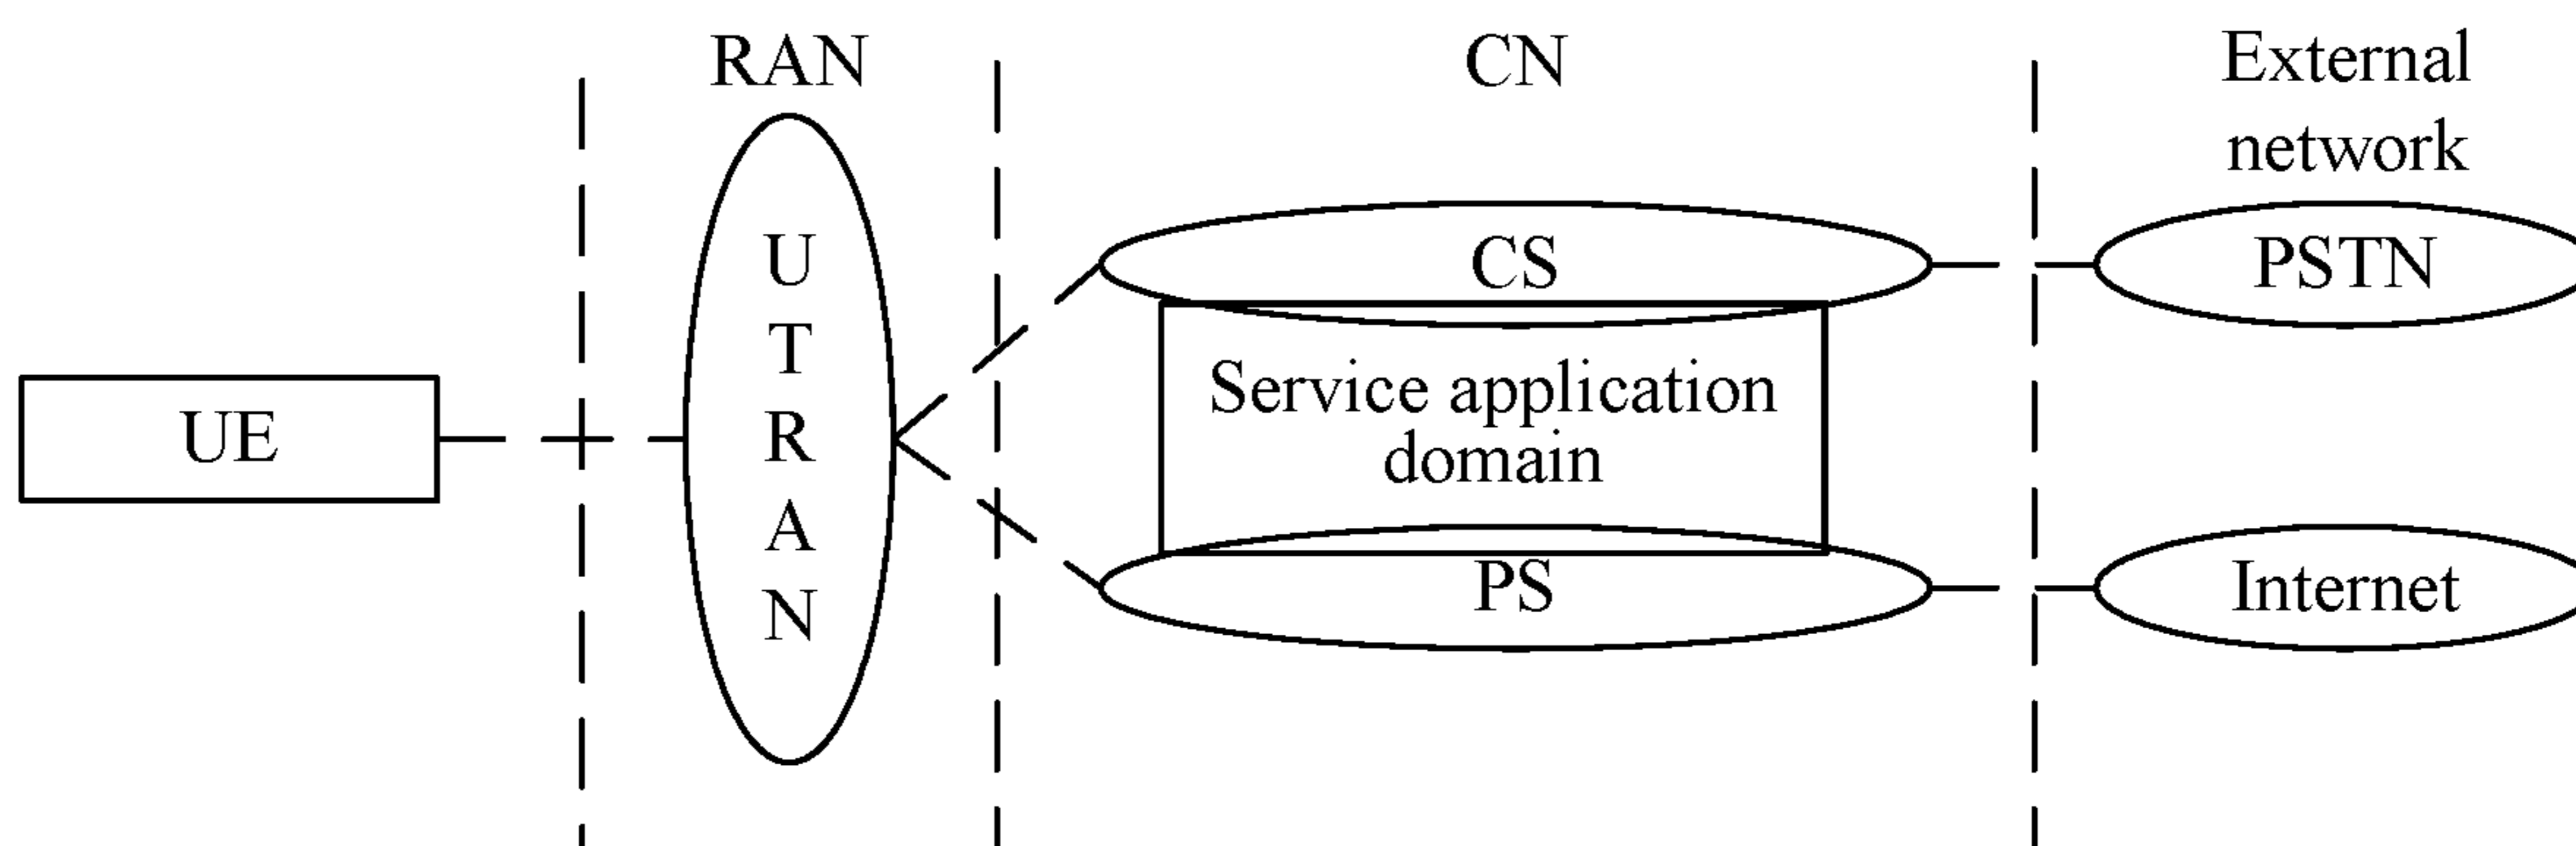 RAN
CN
External
network
UE
U
T
R
A
N
CS
Service application
domain
PS
PSTN
Internet